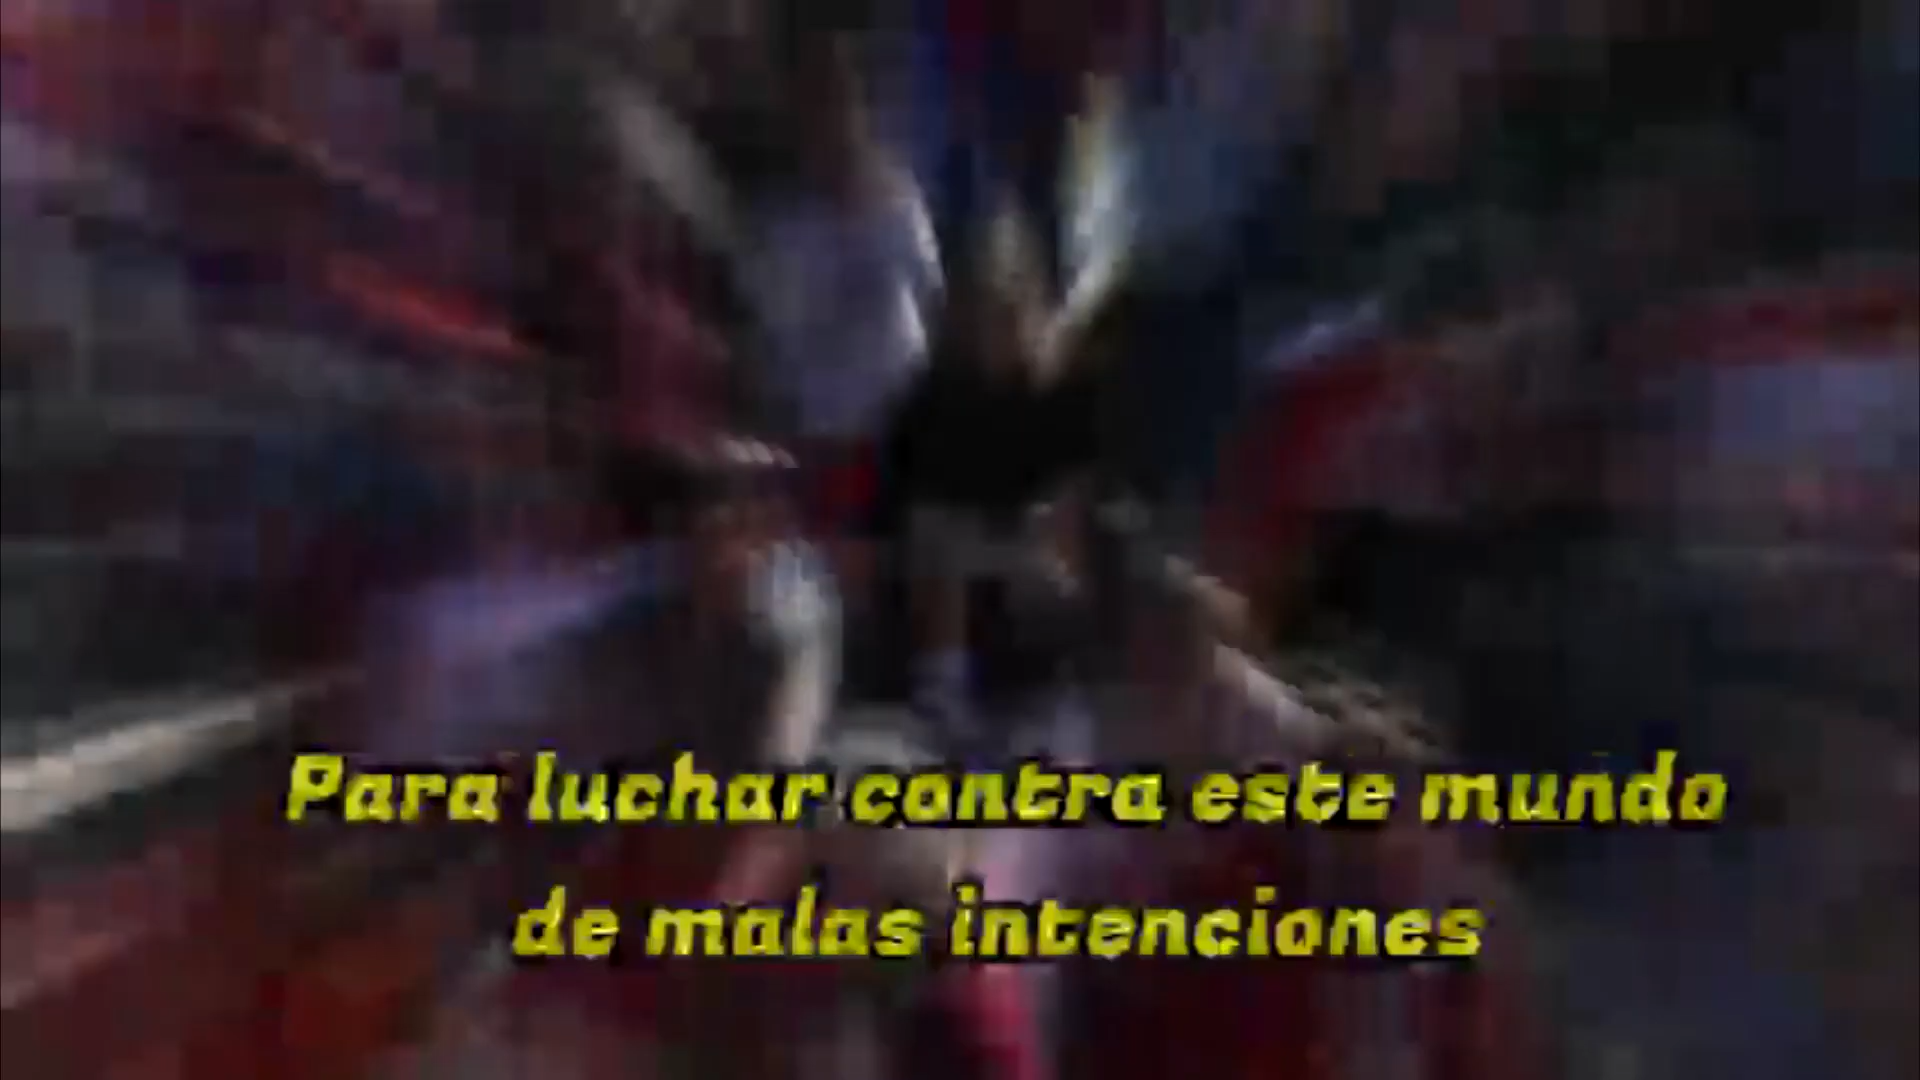 Para luchar contra este mundo
de malas intenciones